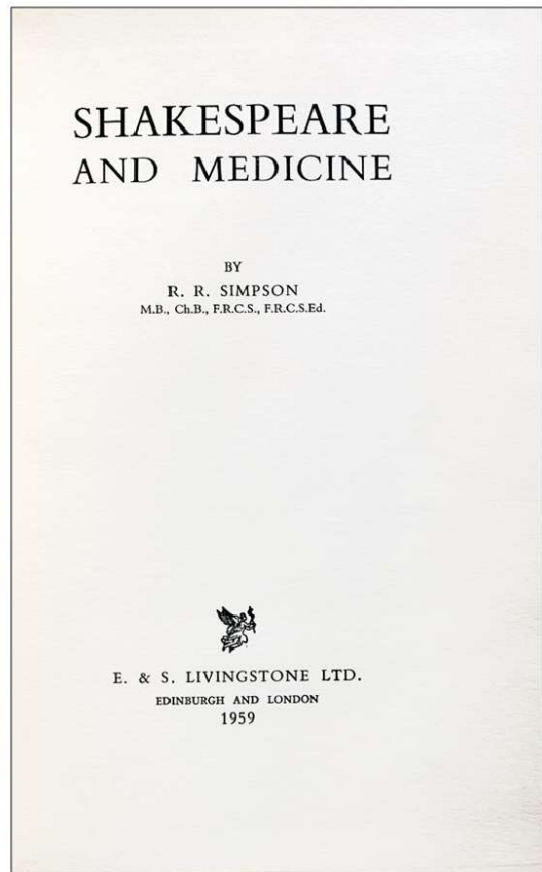 SHAKESPEARE
AND MEDICINE
BY
R. R. SIMPSON
M.B., Ch.B., F.R.C.S., F.R.C.S.Ed.
E. & S. LIVINGSTONE LTD.
EDINBURGH AND LONDON
1959